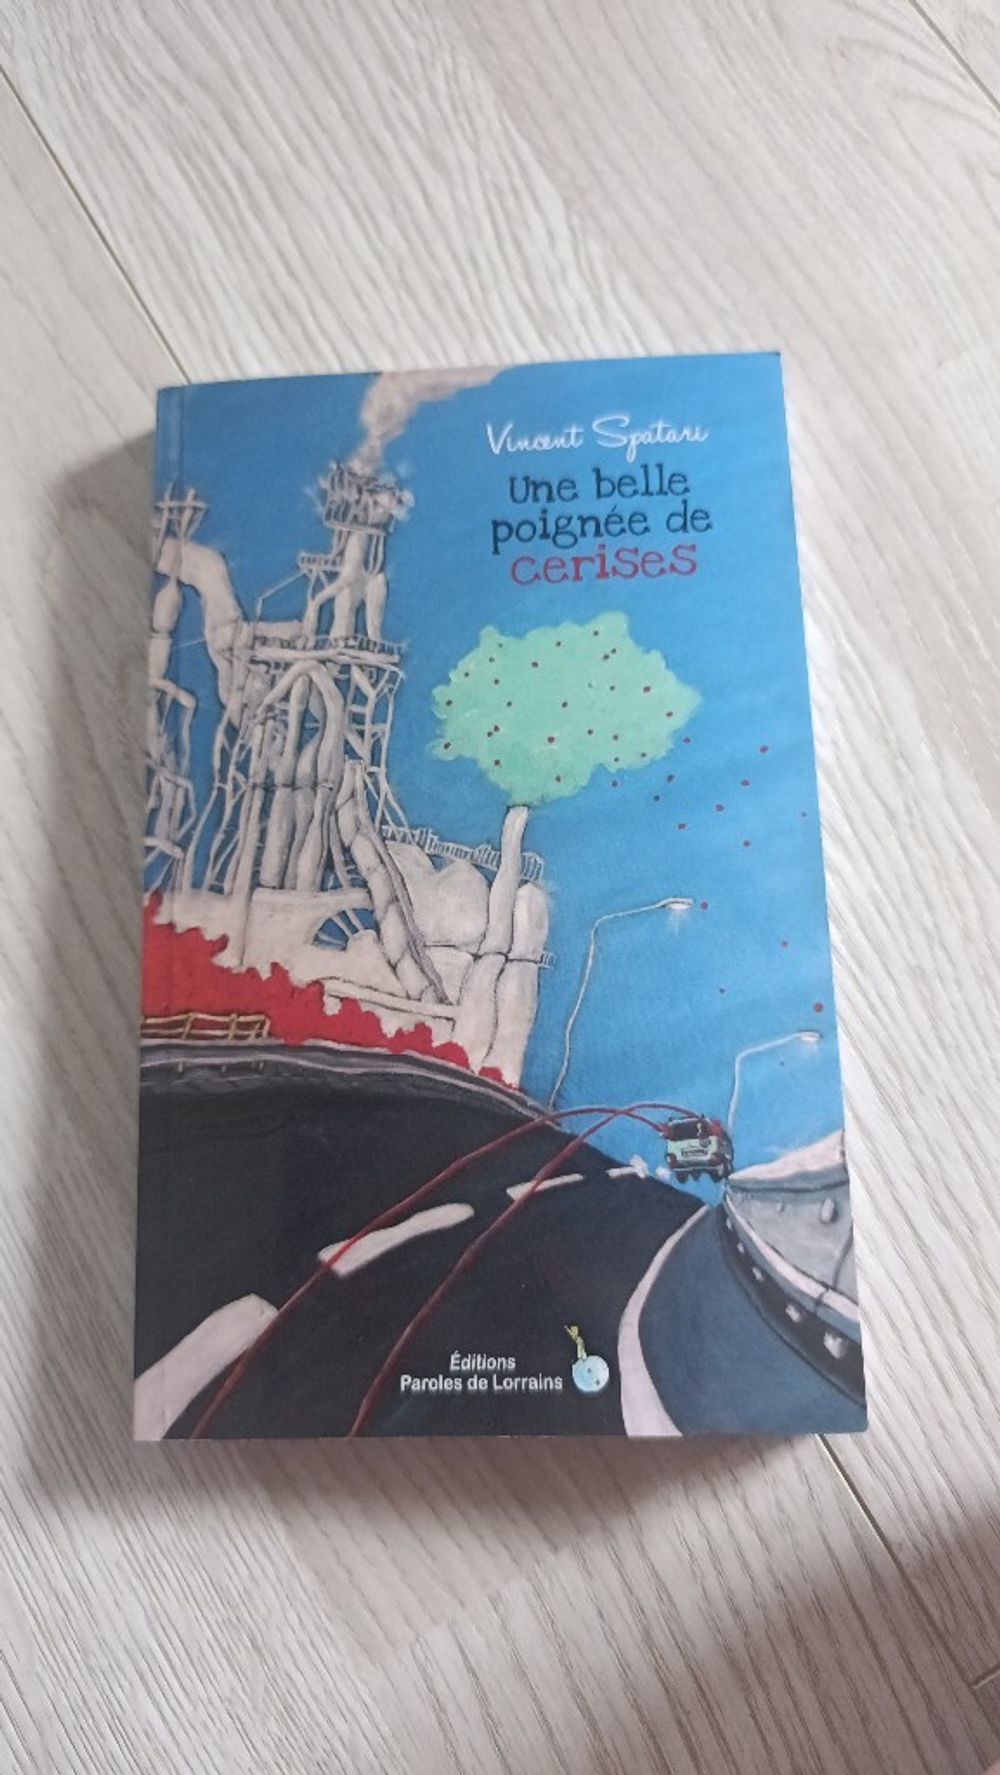 Vincent Spatari
Une belle
poignée de
cerises
Éditions
Paroles de Lorrains